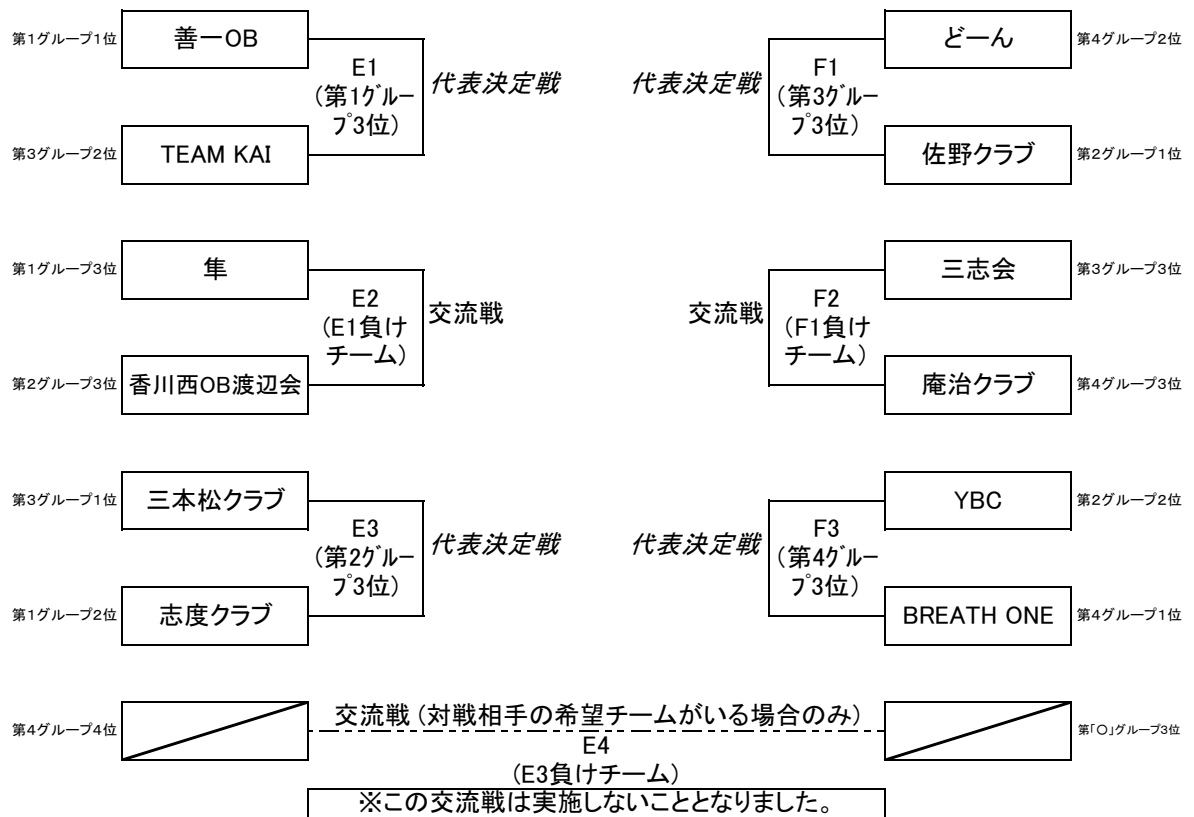 第1グループ1位
善一OB
E1
(第1グルー
プ3位)
代表決定戦
第3グループ2位
TEAM KAI
代表決定戦
F1
(第3グルー
プ3位)
どーん
第4グループ2位
佐野クラブ
第2グループ1位
第1グループ3位
隼
E2
(E1負け
チーム)
交流戦
第2グループ3位
香川西OB渡辺会
交流戦
F2
(F1負け
チーム)
三志会
第3グループ3位
庵治クラブ
第4グループ3位
第3グループ1位
三本松クラブ
E3
(第2グルー
プ3位)
代表決定戦
第1グループ2位
志度クラブ
代表決定戦
F3
(第4グルー
プ3位)
YBC
第2グループ2位
BREATH ONE
第4グループ1位
第4グループ4位
交流戦(対戦相手の希望チームがいる場合のみ)
E4
(E3負けチーム)
※この交流戦は実施しないこととなりました。
第「○」グループ3位